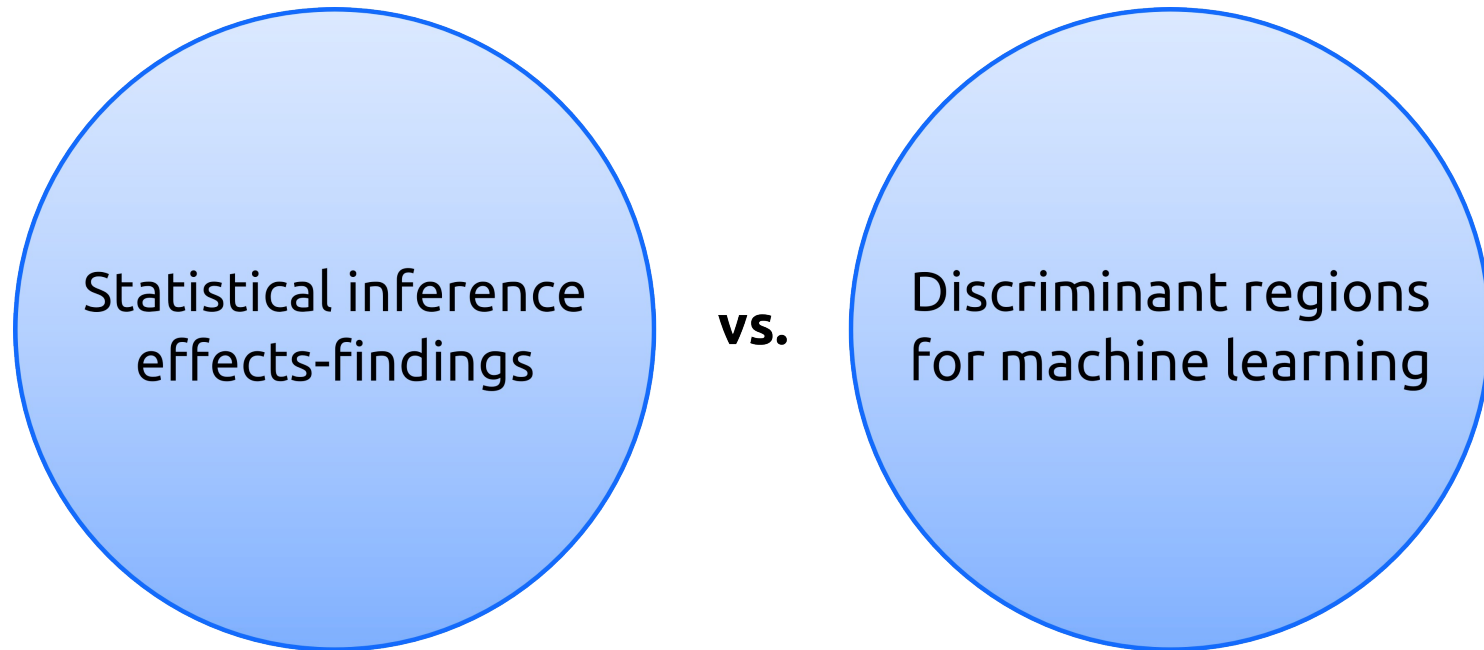 Statistical inference
effects-findings
vs.
Discriminant regions
for machine learning